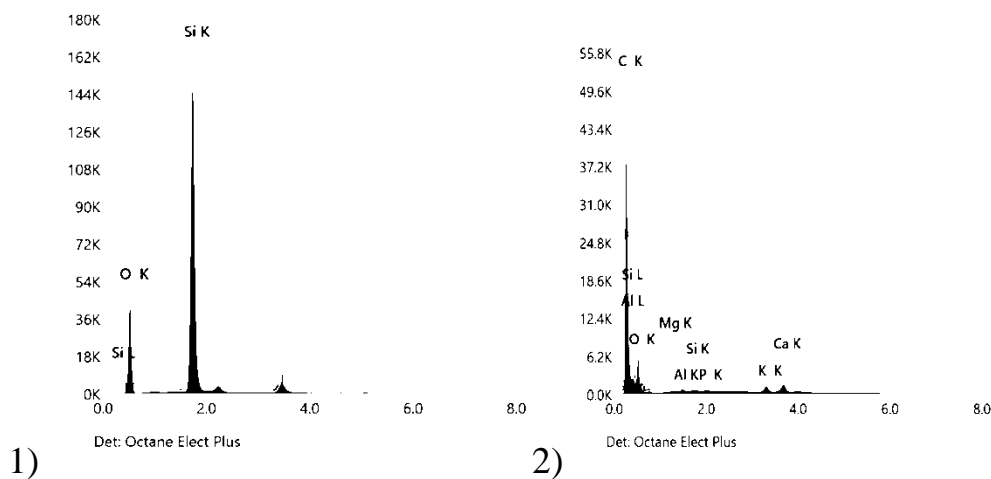 180K
Si K
162K
144K
126K
108K
90K
72K
O K
54K
36K
Si L
18K
0K
0.0 2.0 4.0 6.0 8.0
Det: Octane Elect Plus
1)
55.8K
C K
49.6K
43.4K
37.2K
31.0K
24.8K
Si L
18.6K
Al L
Mg K
12.4K
O K
Si K
Ca K
6.2K
Al K P K
K K
0.0K
0.0 2.0 4.0 6.0 8.0
Det: Octane Elect Plus
2)